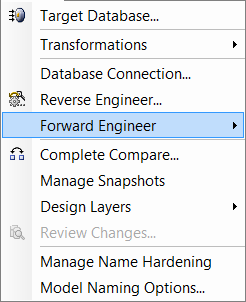 Target Database...
Transformations
Database Connection...
Reverse Engineer...
Forward Engineer
Complete Compare...
Manage Snapshots
Design Layers
Review Changes...
Manage Name Hardening
Model Naming Options...